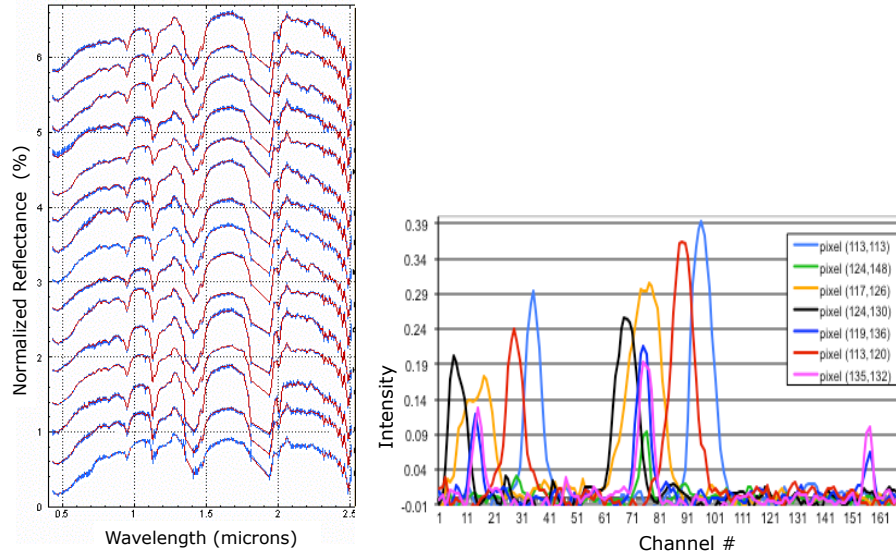 6
5
4
3
2
1
0
0.5
1
1.5
2
2.5
Normalized Reflectance (%)
Wavelength (microns)
0.39
0.34
0.29
0.24
0.19
0.14
0.09
0.04
-0.01
Intensity
pixel (113,113)
pixel (124,148)
pixel (117,126)
pixel (124,130)
pixel (119,136)
pixel (113,120)
pixel (135,132)
1 11 21 31 41 51 61 71 81 91 101 111 121 131 141 151 161
Channel #